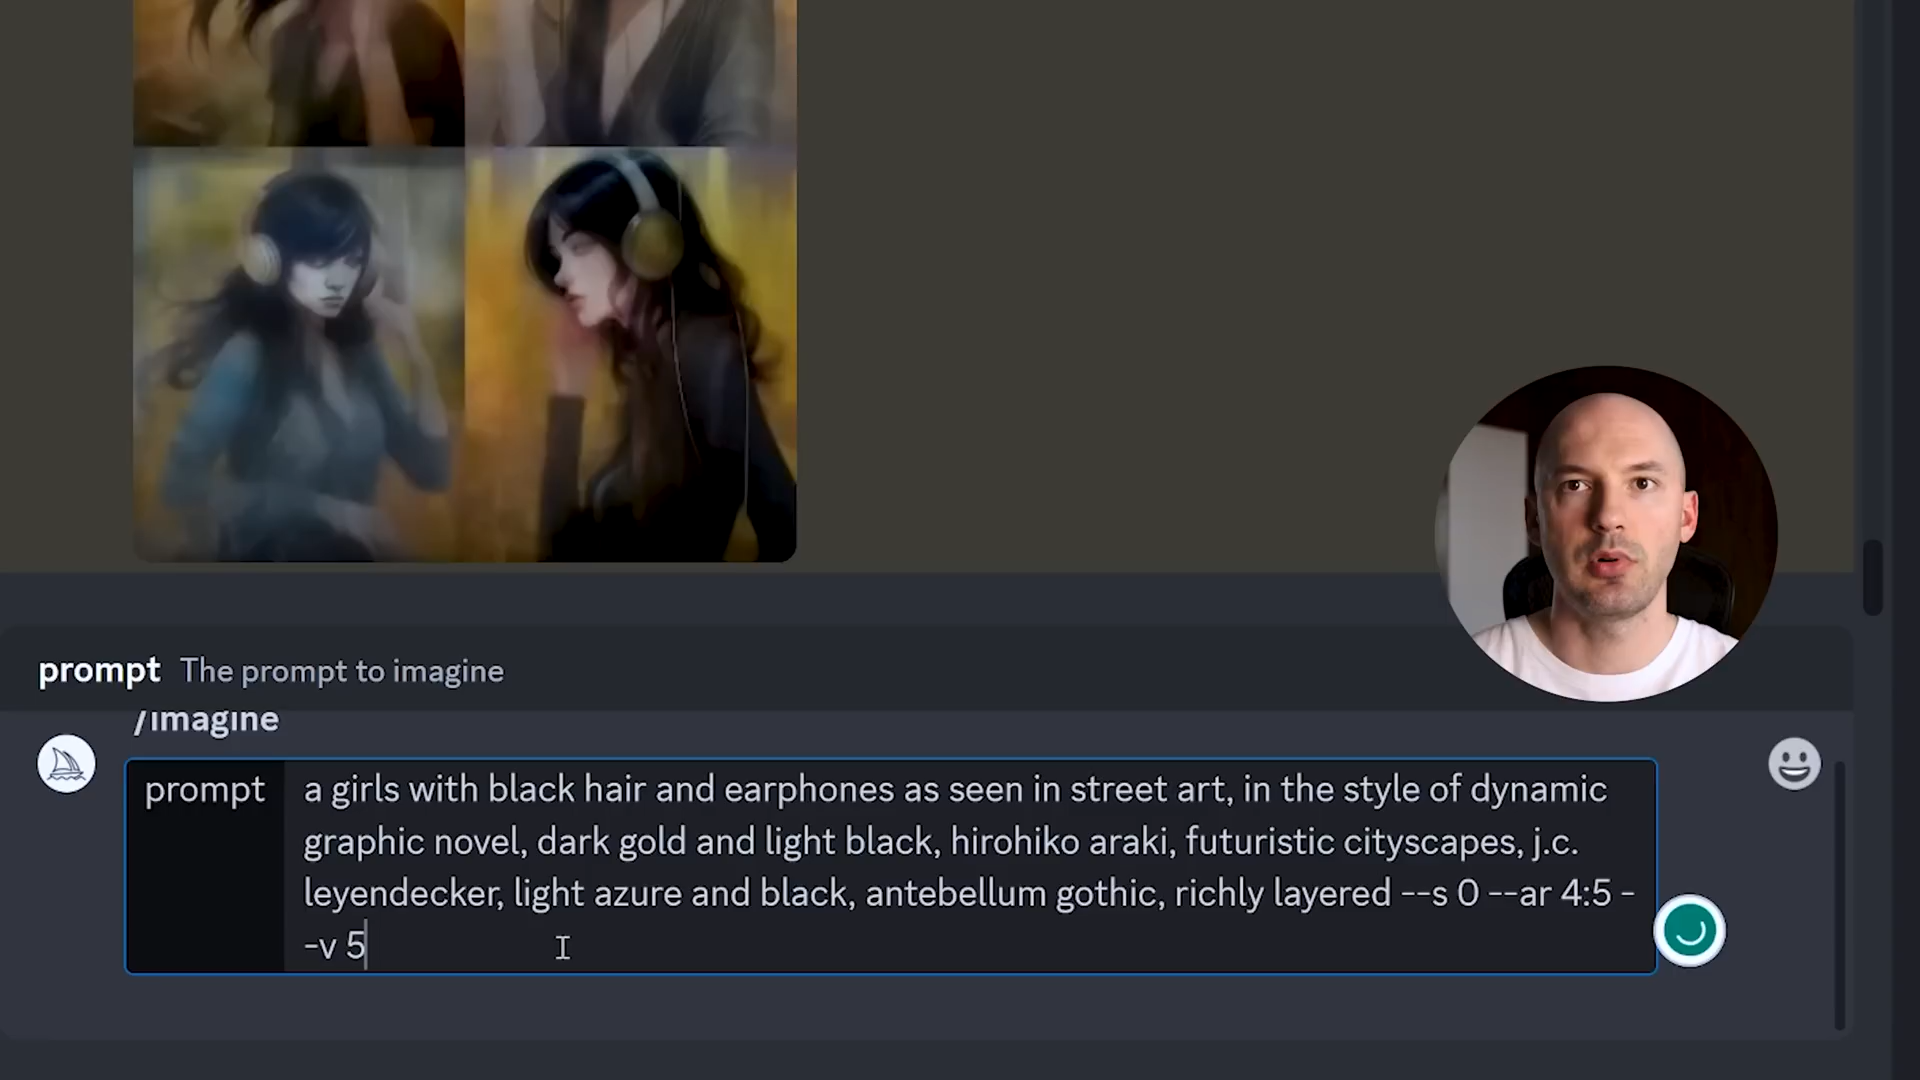 prompt The prompt to imagine
/imagine
prompt a girls with black hair and earphones as seen in street art, in the style of dynamic
graphic novel, dark gold and light black, hirohiko araki, futuristic cityscapes, j.c.
leyendecker, light azure and black, antebellum gothic, richly layered --s 0 --ar 4:5 -
-v 5